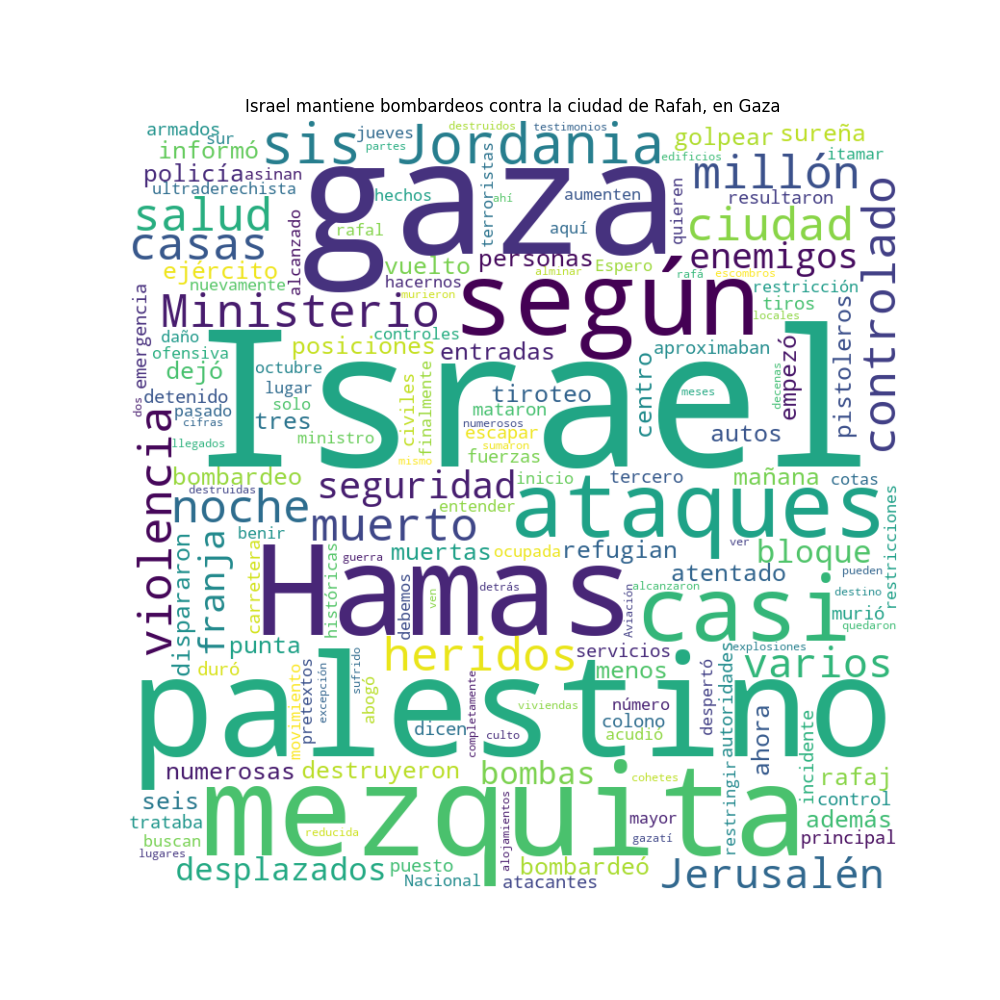 Israel mantiene bombardeos contra la ciudad de Rafah, en Gaza
armados
sur
informó
sis
jueves
partes
Jordania
destruidos
testimonios
golpear
sureña
edificios
itamar
policía
asinan
ultraderechista
gaza
hechos
terroristas
ahí
aumenten
millón
resultaron
quieren
controlado
salud
casas
alcanzado
rafal
aquí
ciudad
ejército
nuevamente
vuelto
hacernos
murieron
personas
alminar
Espero
rafá
escombros
enemigos
restricción
tiros
locales
emergencia
Ministerio
controles
según
pistoleros
daño
ofensiva
dejó
posiciones
entradas
aproximaban
empezó
Israel
octubre
lugar
dos
detenido
pasado
cifras
solo
tres
ministro
civiles
finalmente
mataron
numerosos
tiroteo
centro
meses
decenas
autos
llegados
violencia
escapar
sumaron
mismo
fuerzas
bombardeo
destruidas
seguridad
inicio
tercero
mañana
cotas
noche
benir
entender
ataques
restricciones
muerto
muertas
ocupada
refugian
ver
bloque
franja
dispararon
carretera
históricas
guerra
Hamas
debemos
ven
detrás
Aviación
alcanzaron
atentado
pueden
destino
casi
murió
quedaron
punta
duró
heridos
servicios
menos
explosiones
varios
palestino
movimiento
pretextos
excepción
sufrido
abogó
dicen
completamente
culto
viviendas
número
colono
acudio
despertó
autoridades
ahora
incidente
numerosas
destruyeron
bombas
cohetes
rafaj
seis
control
trataba
buscan
lugares
mezquita
reducida
alojamientos
mayor
gazatí
restringir
además
principal
desplazados
puesto
Nacional
bombardeó
atacantes
Jerusalén